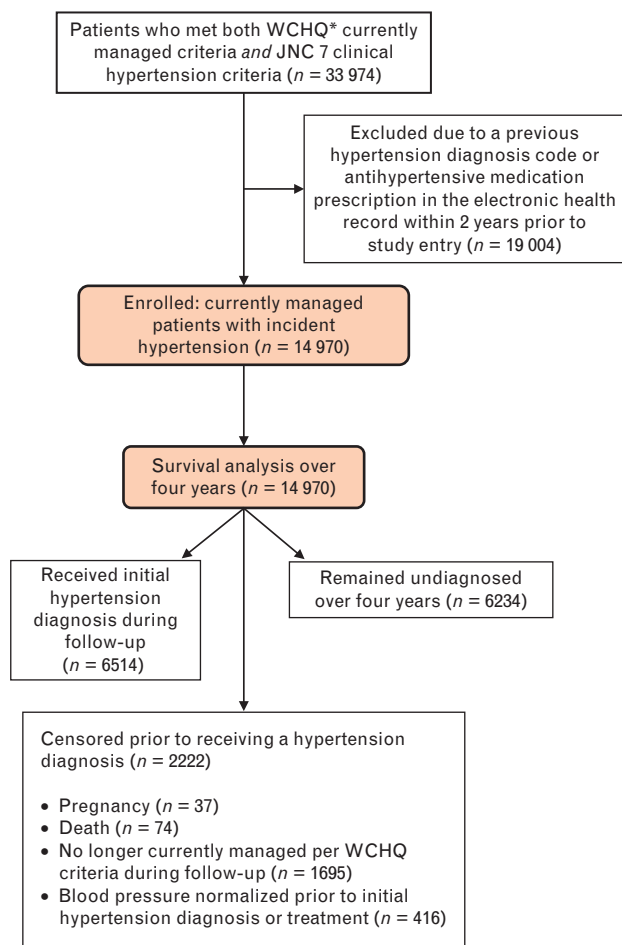 Patients who met both WCHQ* currently
managed criteria and JNC 7 clinical
hypertension criteria (n = 33 974)
Excluded due to a previous
hypertension diagnosis code or
antihypertensive medication
prescription in the electronic health
record within 2 years prior to
study entry (n = 19 004)
Enrolled: currently managed
patients with incident
hypertension (n = 14 970)
Survival analysis over
four years (n = 14 970)
Received initial
hypertension
diagnosis during
follow-up
(n = 6514)
Remained undiagnosed
over four years (n = 6234)
Censored prior to receiving a hypertension
diagnosis (n = 2222)
• Pregnancy (n = 37)
• Death (n = 74)
• No longer currently managed per WCHQ
criteria during follow-up (n = 1695)
• Blood pressure normalized prior to initial
hypertension diagnosis or treatment (n = 416)